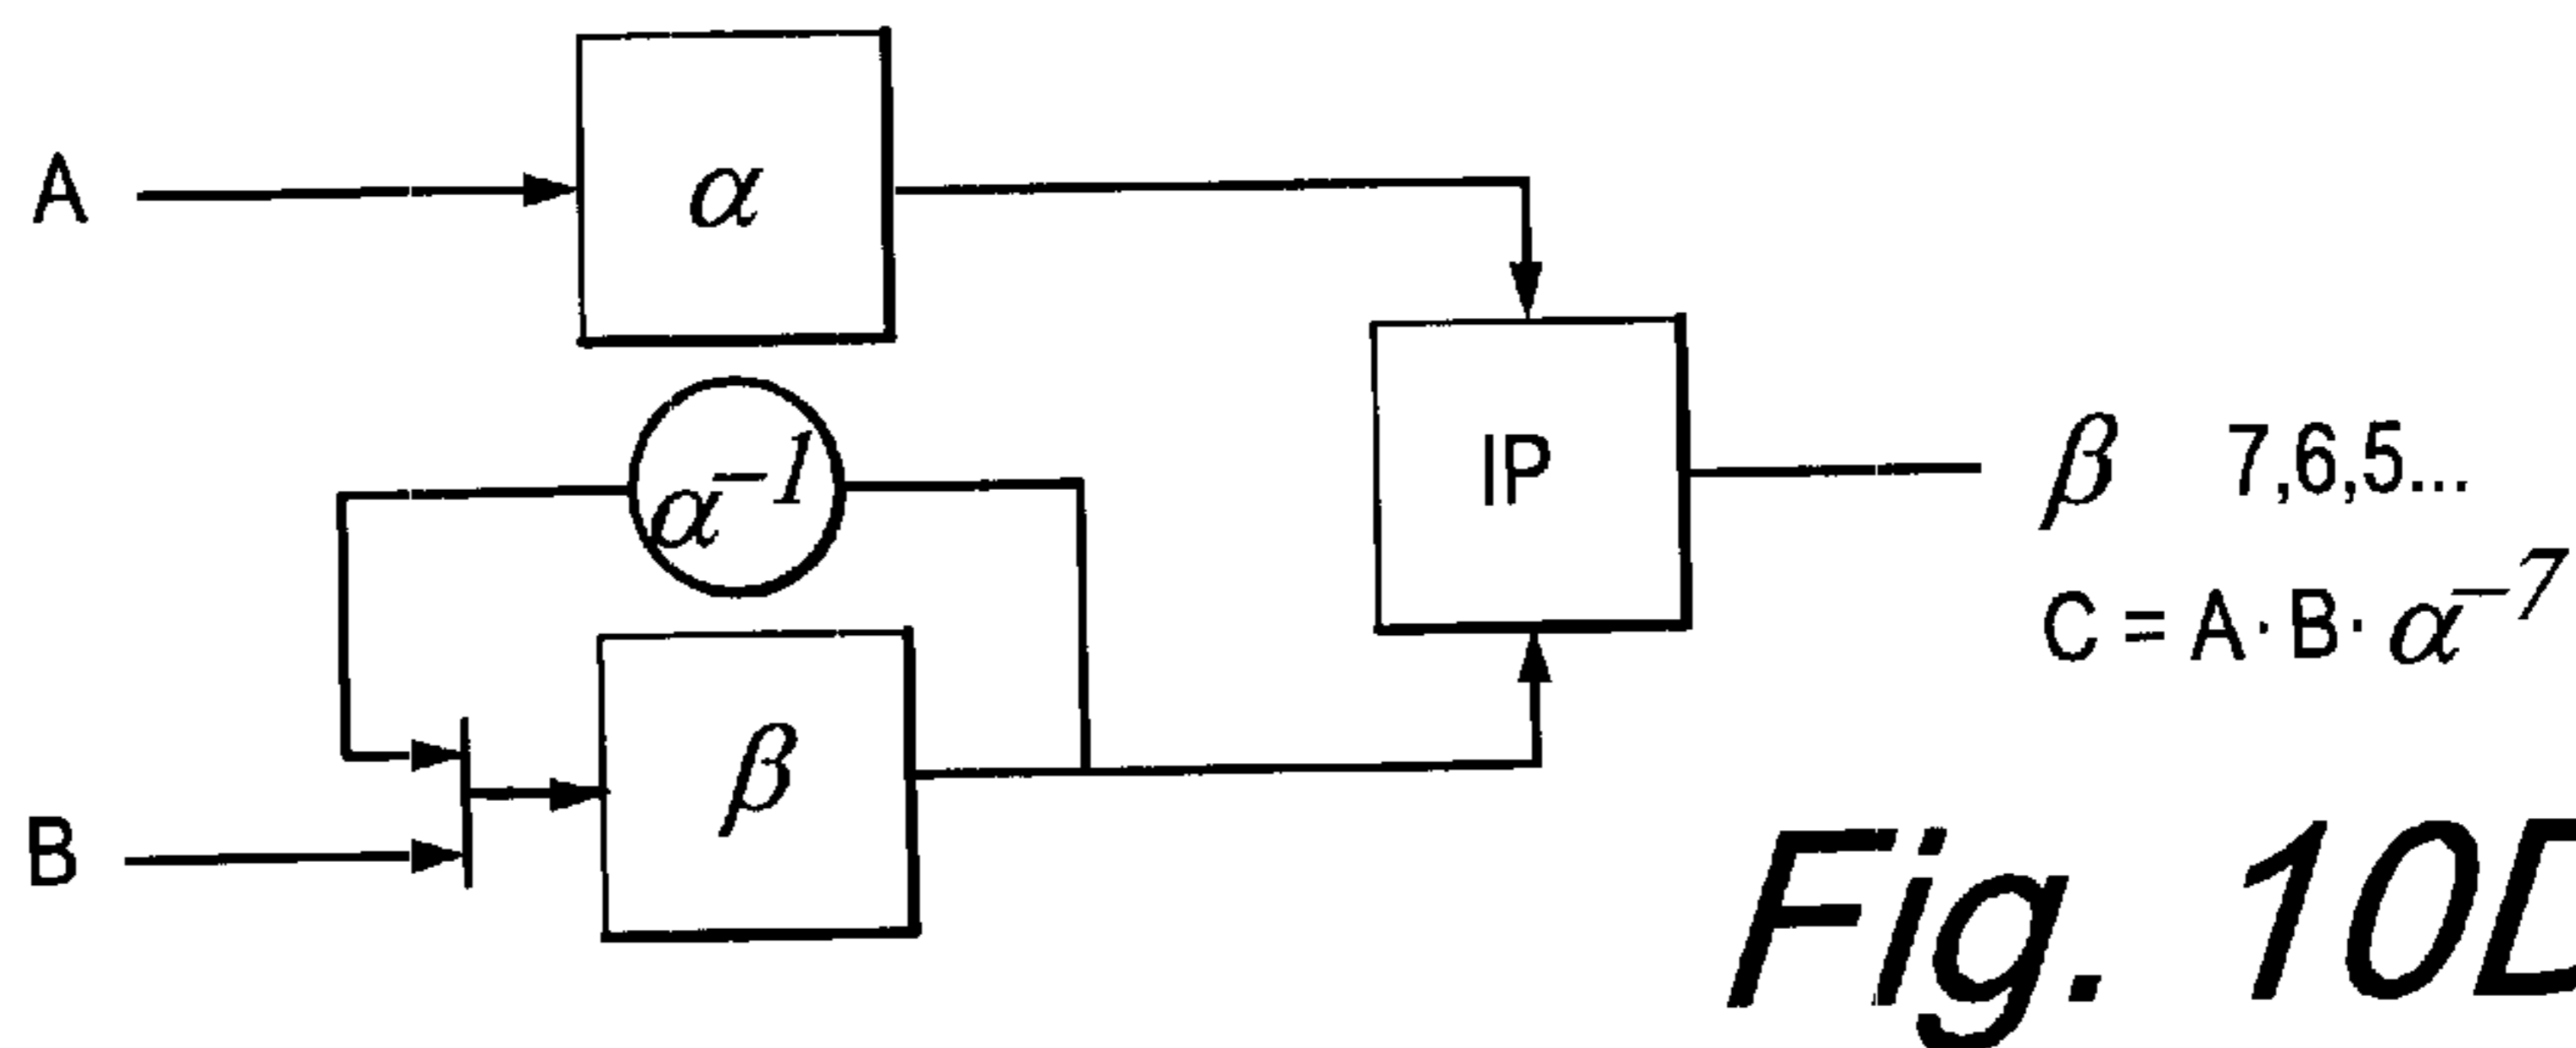 A
α
α⁻¹
IP
β 7,6,5...
C = A · B · α⁻⁷
β
B
Fig. 10D